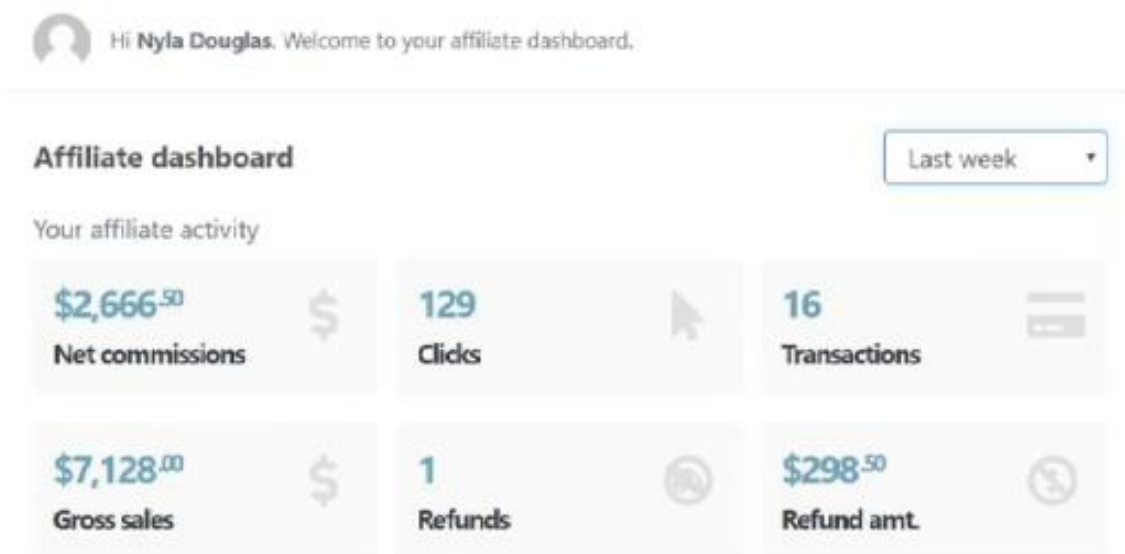 Hi Nyla Douglas. Welcome to your affiliate dashboard.
Affiliate dashboard
Last week
Your affiliate activity
$2,666.50
Net commissions
129
Clicks
16
Transactions
$7,128.00
Gross sales
1
Refunds
$298.50
Refund amt.